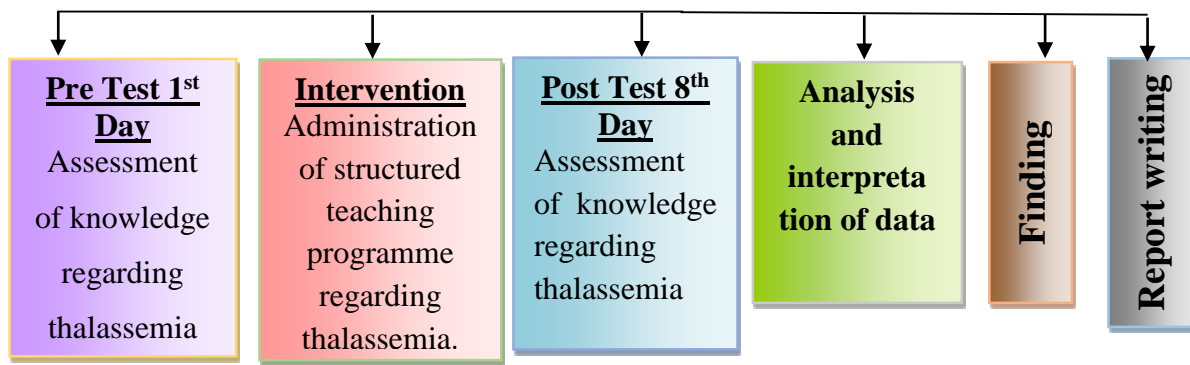 Pre Test 1st
Day
Assessment
of knowledge
regarding
thalassemia
Intervention
Administration
of structured
teaching
programme
regarding
thalassemia.
Post Test 8th
Day
Assessment
of knowledge
regarding
thalassemia
Analysis
and
interpreta
tion of data
Finding
Report writing